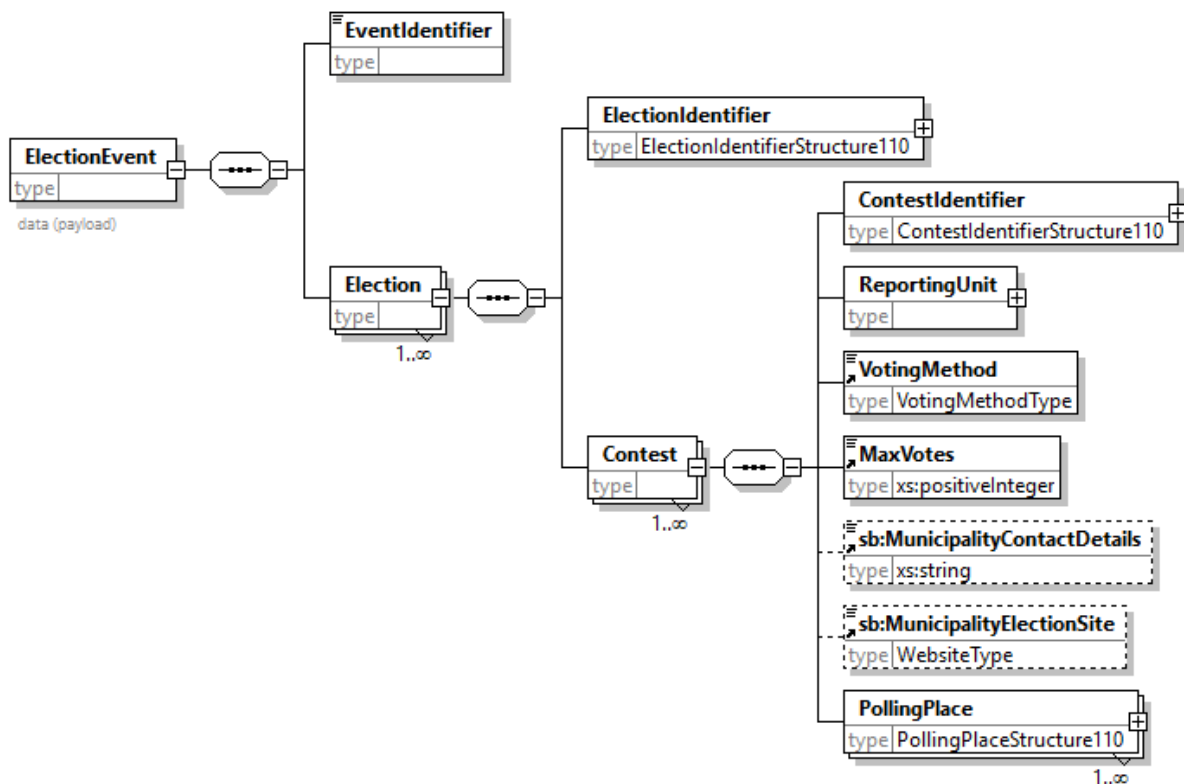 EventIdentifier
type
ElectionEvent
type
data (payload)
ElectionIdentifier
type ElectionIdentifierStructure110
Election
type
1..∞
ContestIdentifier
type ContestIdentifierStructure110
ReportingUnit
type
VotingMethod
type VotingMethodType
Contest
type
1..∞
MaxVotes
type xs:positiveInteger
sb:MunicipalityContactDetails
type xs:string
sb:MunicipalityElectionSite
type WebsiteType
PollingPlace
type PollingPlaceStructure110
1..∞